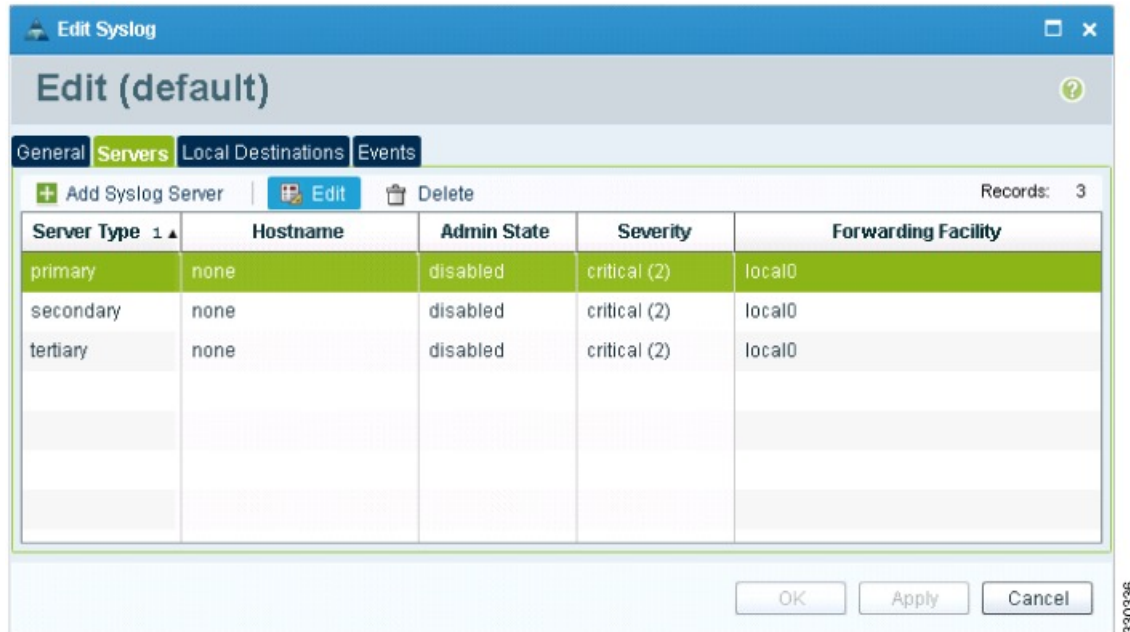 Edit Syslog
Edit (default)
?
General Servers Local Destinations Events
Add Syslog Server Edit Delete Records: 3
Server Type 1 Hostname Admin State Severity Forwarding Facility
primary none disabled critical (2) local0
secondary none disabled critical (2) local0
tertiary none disabled critical (2) local0
OK Apply Cancel
330336